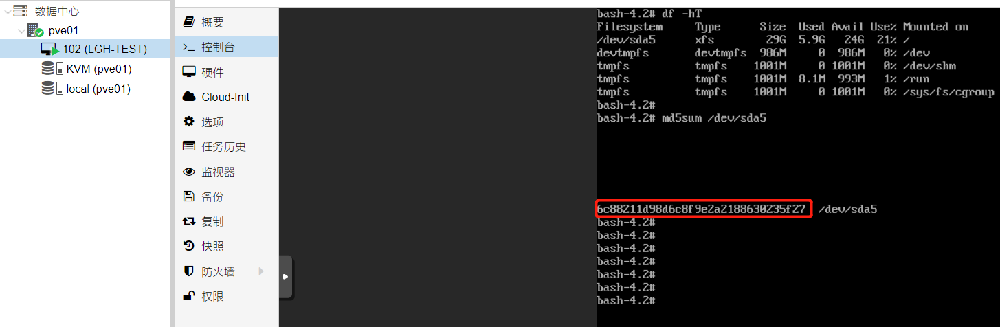 数据中心
pve01
102 (LGH-TEST)
KVM (pve01)
local (pve01)
概要
控制台
硬件
Cloud-Init
选项
任务历史
监视器
备份
复制
快照
防火墙
权限
bash-4.2# df -hT
Filesystem Type Size Used Avail Use% Mounted on
/dev/sda5 xfs 29G 5.9G 24G 21% /
devtmpfs devtmpfs 986M 0 986M 0% /dev
tmpfs tmpfs 1001M 0 1001M 0% /dev/shm
tmpfs tmpfs 1001M 8.1M 993M 1% /run
tmpfs tmpfs 1001M 0 1001M 0% /sys/fs/cgroup
bash-4.2#
bash-4.2# md5sum /dev/sda5
6c88211d98d6c8f9e2a2188630235f27 /dev/sda5
bash-4.2#
bash-4.2#
bash-4.2#
bash-4.2#
bash-4.2#
bash-4.2#
bash-4.2#